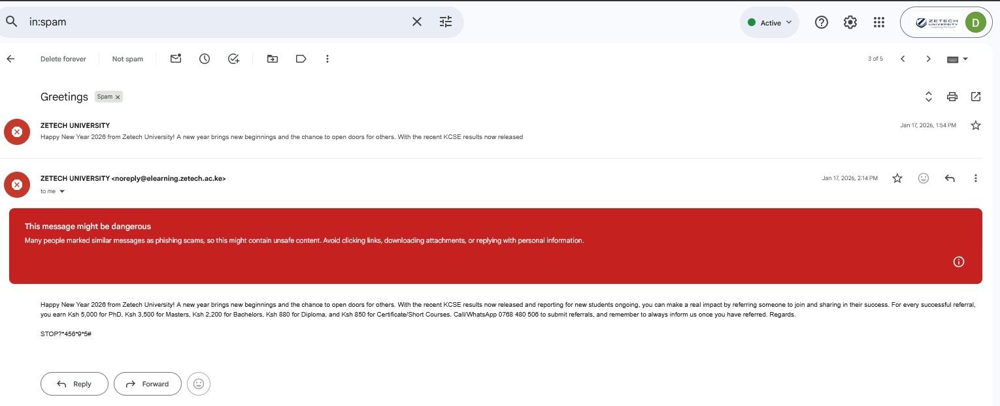 in:spam
Active
ZETECH
UNIVERSITY
D
Delete forever
Not spam
3 of 5
Greetings
Spam
ZETECH UNIVERSITY
Jan 17, 2026, 1:54 PM
Happy New Year 2026 from Zetech University! A new year brings new beginnings and the chance to open doors for others. With the recent KCSE results now released
ZETECH UNIVERSITY <noreply@elearning.zetech.ac.ke>
Jan 17, 2026, 2:14 PM
to me
This message might be dangerous
Many people marked similar messages as phishing scams, so this might contain unsafe content. Avoid clicking links, downloading attachments, or replying with personal information.
Happy New Year 2026 from Zetech University! A new year brings new beginnings and the chance to open doors for others. With the recent KCSE results now released and reporting for new students ongoing, you can make a real impact by referring someone to join and sharing in their success. For every successful referral,
you earn Ksh 5,000 for PhD, Ksh 3,500 for Masters, Ksh 2,200 for Bachelors, Ksh 880 for Diploma, and Ksh 850 for Certificate/Short Courses. Call/WhatsApp 0768 480 506 to submit referrals, and remember to always inform us once you have referred. Regards.
STOP?*456*9*5#
Reply
Forward